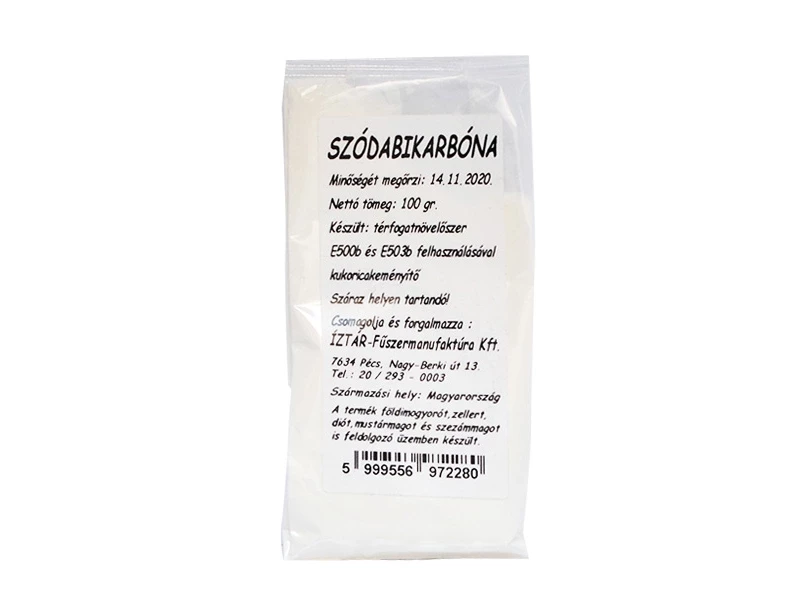 SZÓDABIKARBÓNA
Minőségét megőrzi: 14.11.2020.
Nettó tömeg: 100 gr.
Készült: térfogatnövelőszer
E500b és E503b felhasználásával
kukoricakeményítő
Száraz helyen tartandó!
Csomagolja és forgalmazza :
ÍZTÁR-Fűszermanufaktúra Kft.
7634 Pécs, Nagy-Berki út 13.
Tel.: 20 / 293 - 0003
Származási hely: Magyarország
A termék földimogyorót,zellert,
diót,mustármagot és szezámmagot
is feldolgozó üzemben készült.
5 999556 972280